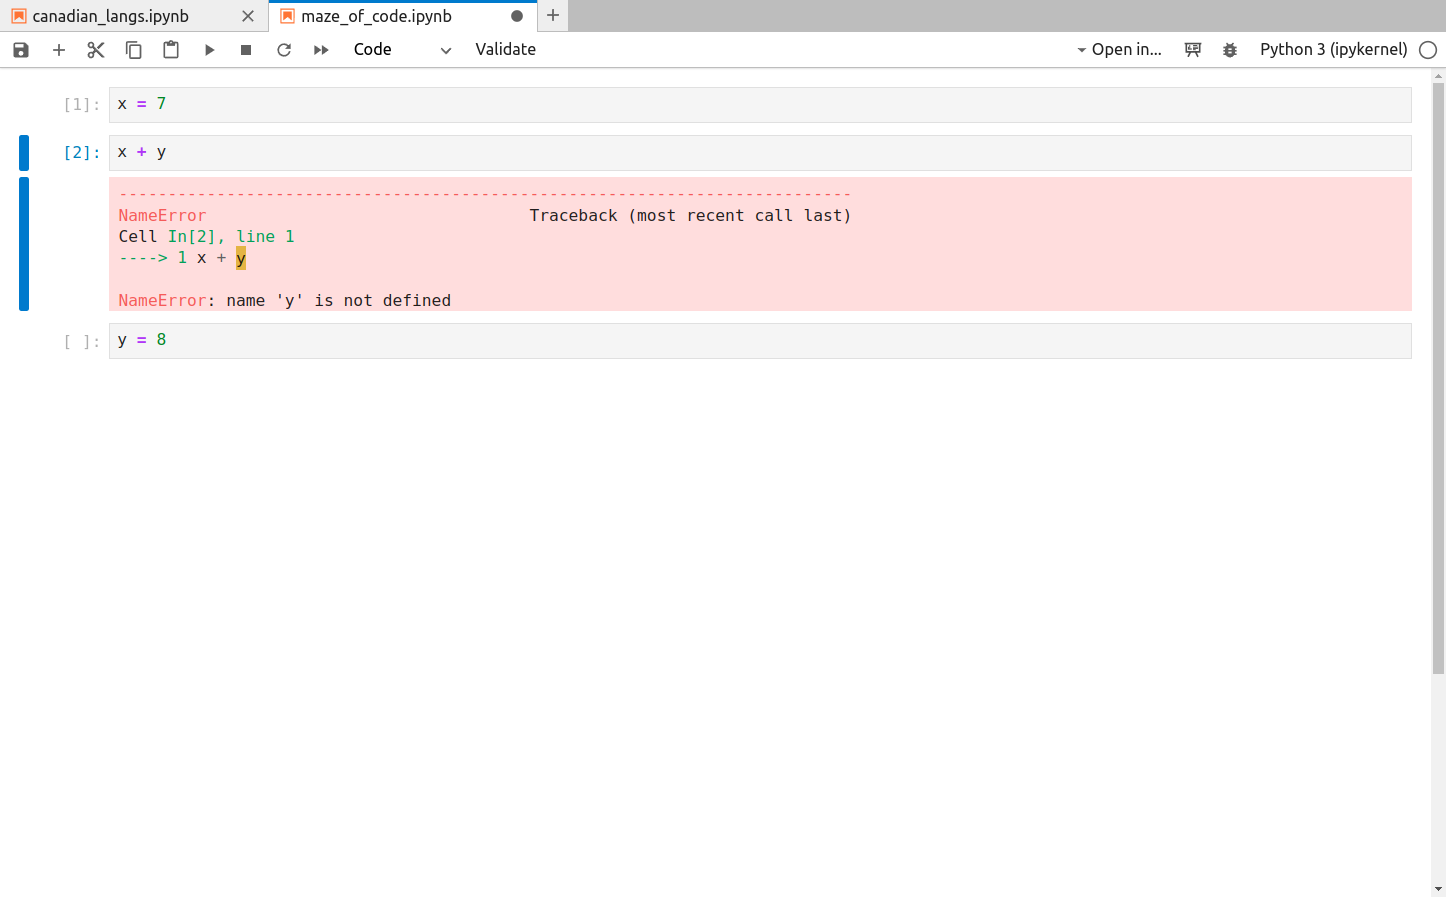 canadian_langs.ipynb maze_of_code.ipynb
Code Validate Open in... Python 3 (ipykernel)
[1]: x = 7
[2]: x + y
---------------------------------------------------------------------------
NameError                                 Traceback (most recent call last)
Cell In[2], line 1
----> 1 x + y
NameError: name 'y' is not defined
[ ]: y = 8